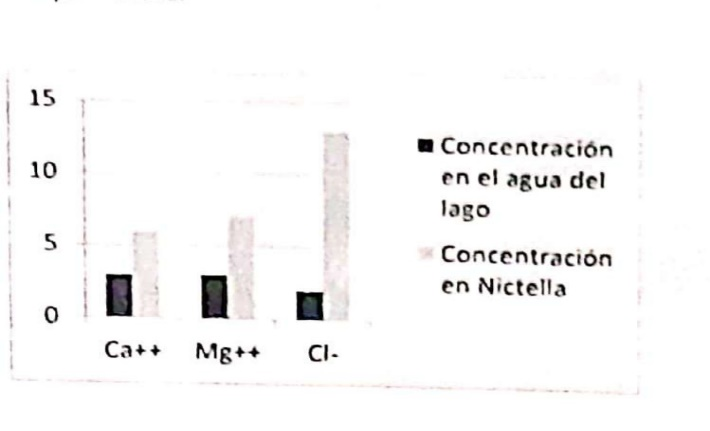 15
10
5
0
Ca++ Mg++ Cl-
Concentración
en el agua del
lago
Concentración
en Nictella